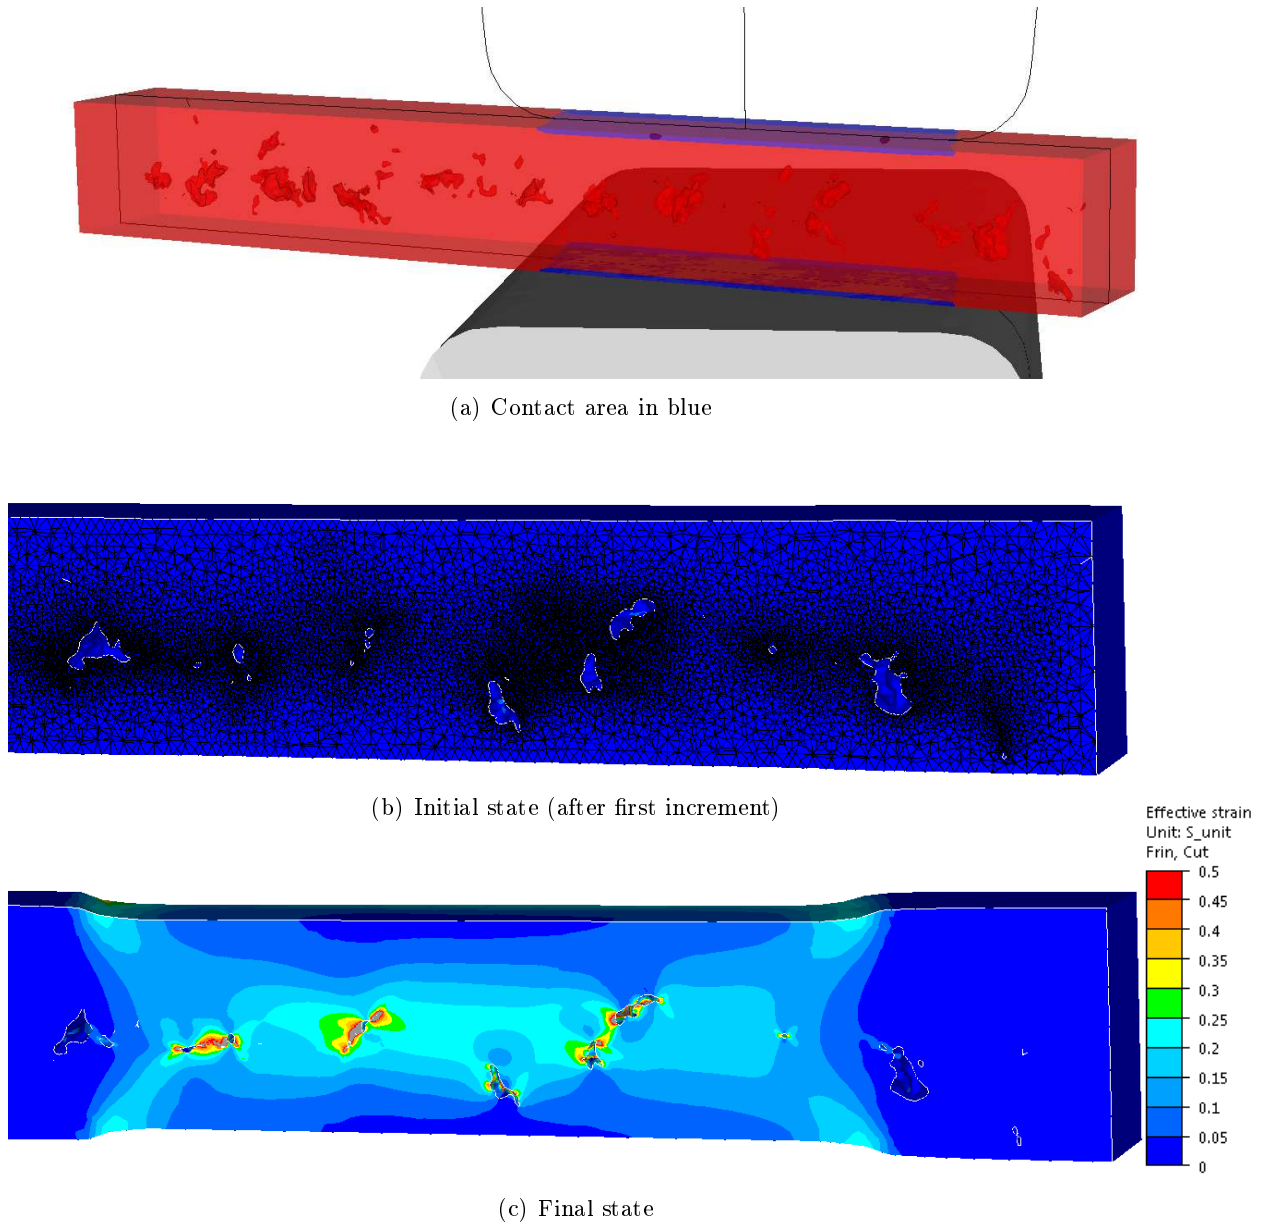 (a) Contact area in blue
(b) Initial state (after first increment)
Effective strain
Unit: S_unit
Frin, Cut
0.5
0.45
0.4
0.35
0.3
0.25
0.2
0.15
0.1
0.05
0
(c) Final state